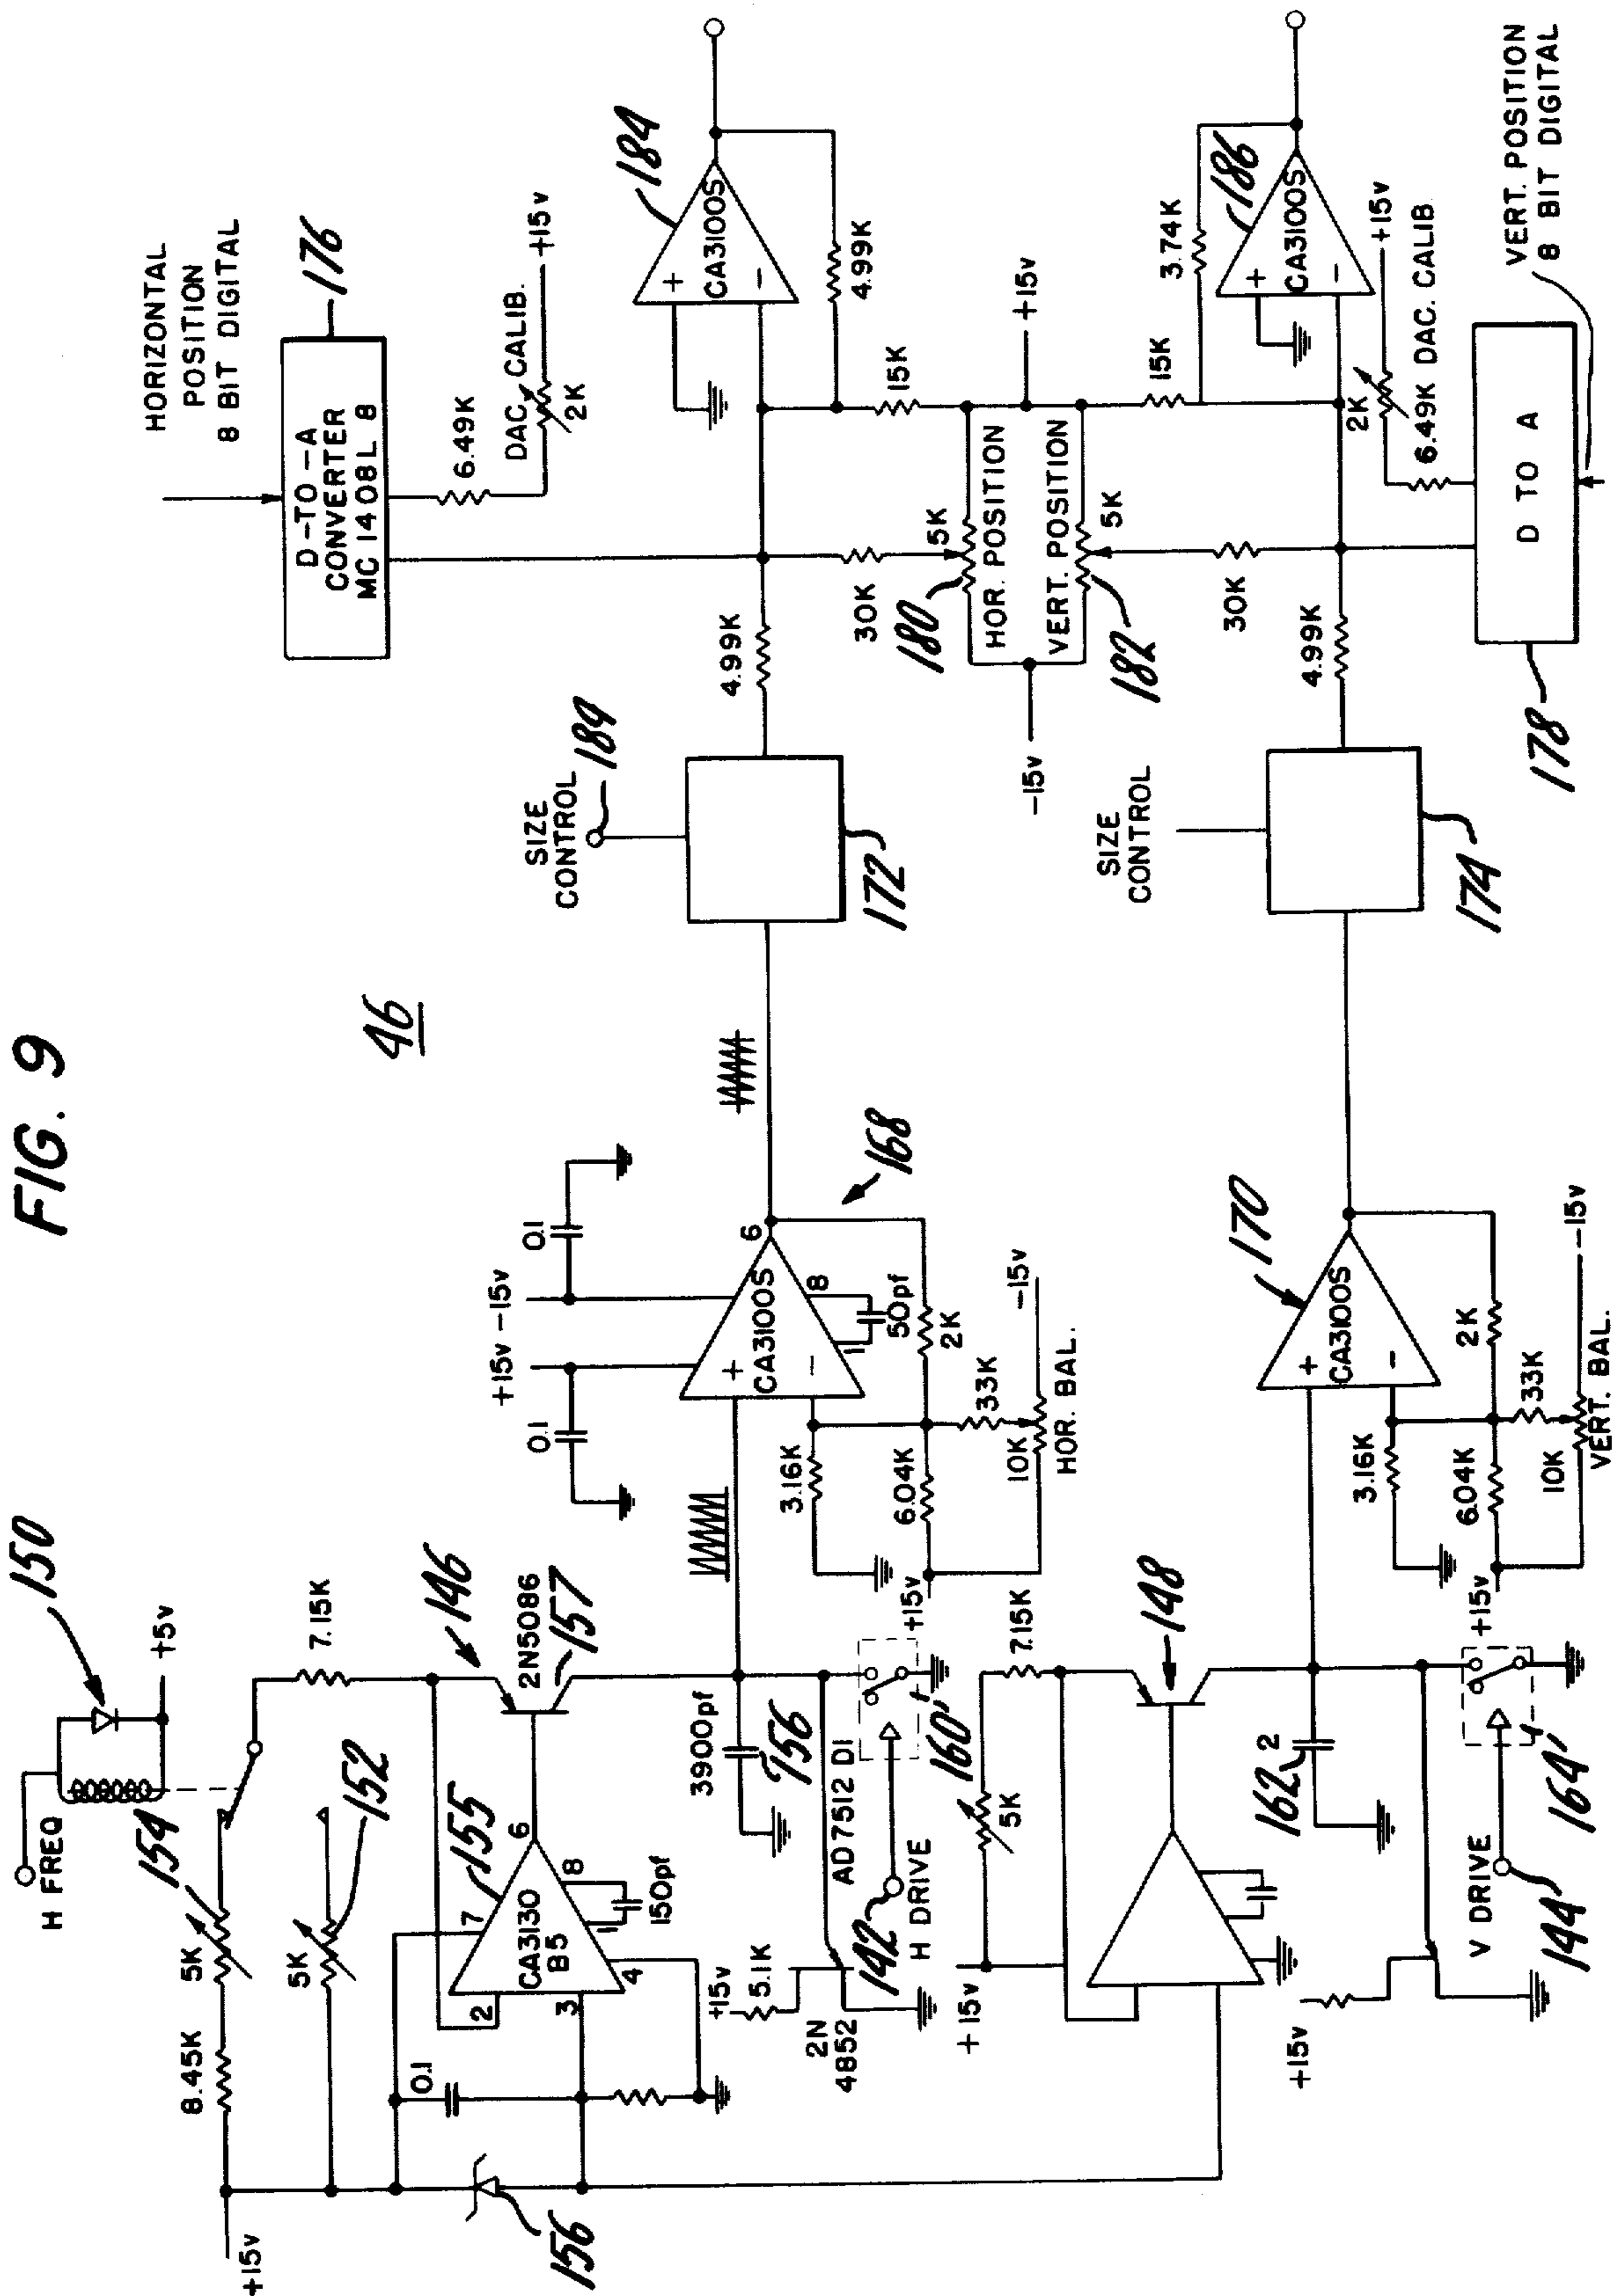 FIG. 9
46
HORIZONTAL
POSITION
8 BIT DIGITAL
176
D-TO-A
CONVERTER
MC 1408L 8
6.49K
DAC. CALIB.
2K
+15v
184
CA3100S
+
−
4.99K
15K
+15v
15K
3.74K
186
CA3100S
+
−
+15v
2K
6.49K DAC. CALIB
D TO A
178
VERT. POSITION
8 BIT DIGITAL
4.99K
30K
180
5K
HOR. POSITION
VERT. POSITION
5K
182
−15v
30K
4.99K
SIZE
CONTROL
189
172
SIZE
CONTROL
174
0.1
0.1
+15v
−15v
168
CA3100S
+
−
6
8
1
50pf
2K
33K
−15v
3.16K
6.04K
10K
HOR. BAL.
+15v
170
CA3100S
+
−
2K
33K
−15v
3.16K
6.04K
10K
VERT. BAL.
+15v
150
H FREQ
+5v
154
5K
8.45K
5K
152
+15v
7.15K
146
155
CA3130
B5
7
6
8
1
2
3
4
150pf
0.1
156
2N5086
157
3900pf
156
AD7512 DI
160'
142
H DRIVE
+15v
5.1K
2N
4852
7.15K
5K
+15v
148
162
2
164'
V DRIVE
144
+15v